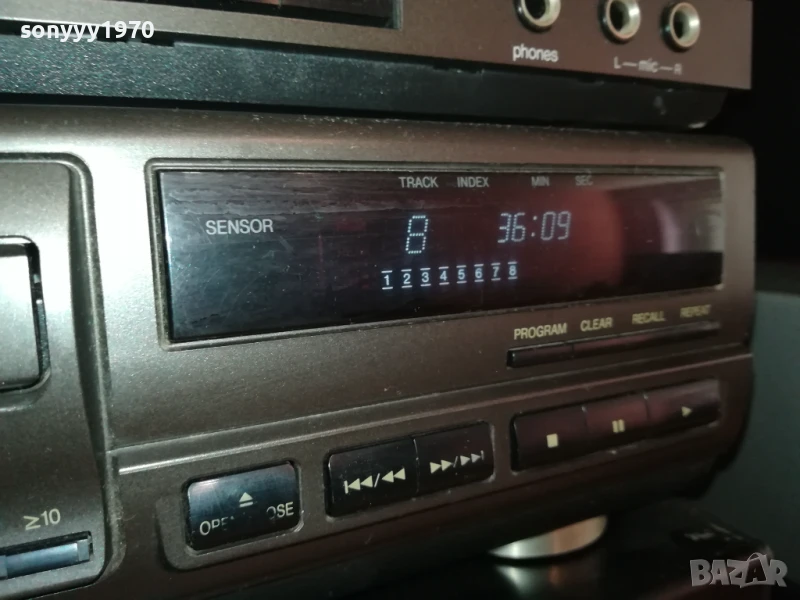 sonyyy1970
phones
L — mic — R
TRACK INDEX MIN SEC
SENSOR
8 36:09
1 2 3 4 5 6 7 8
PROGRAM CLEAR RECALL REPEAT
≥10
BAZAR